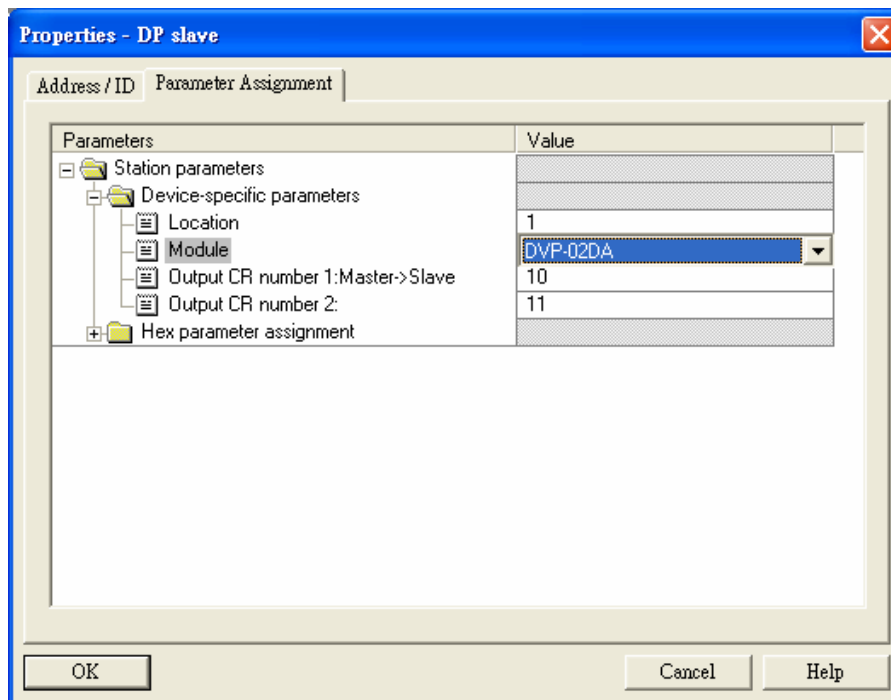 Properties - DP slave
Address / ID Parameter Assignment
Parameters Value
Station parameters
Device-specific parameters
Location 1
Module DVP-02DA
Output CR number 1:Master->Slave 10
Output CR number 2: 11
Hex parameter assignment
OK Cancel Help